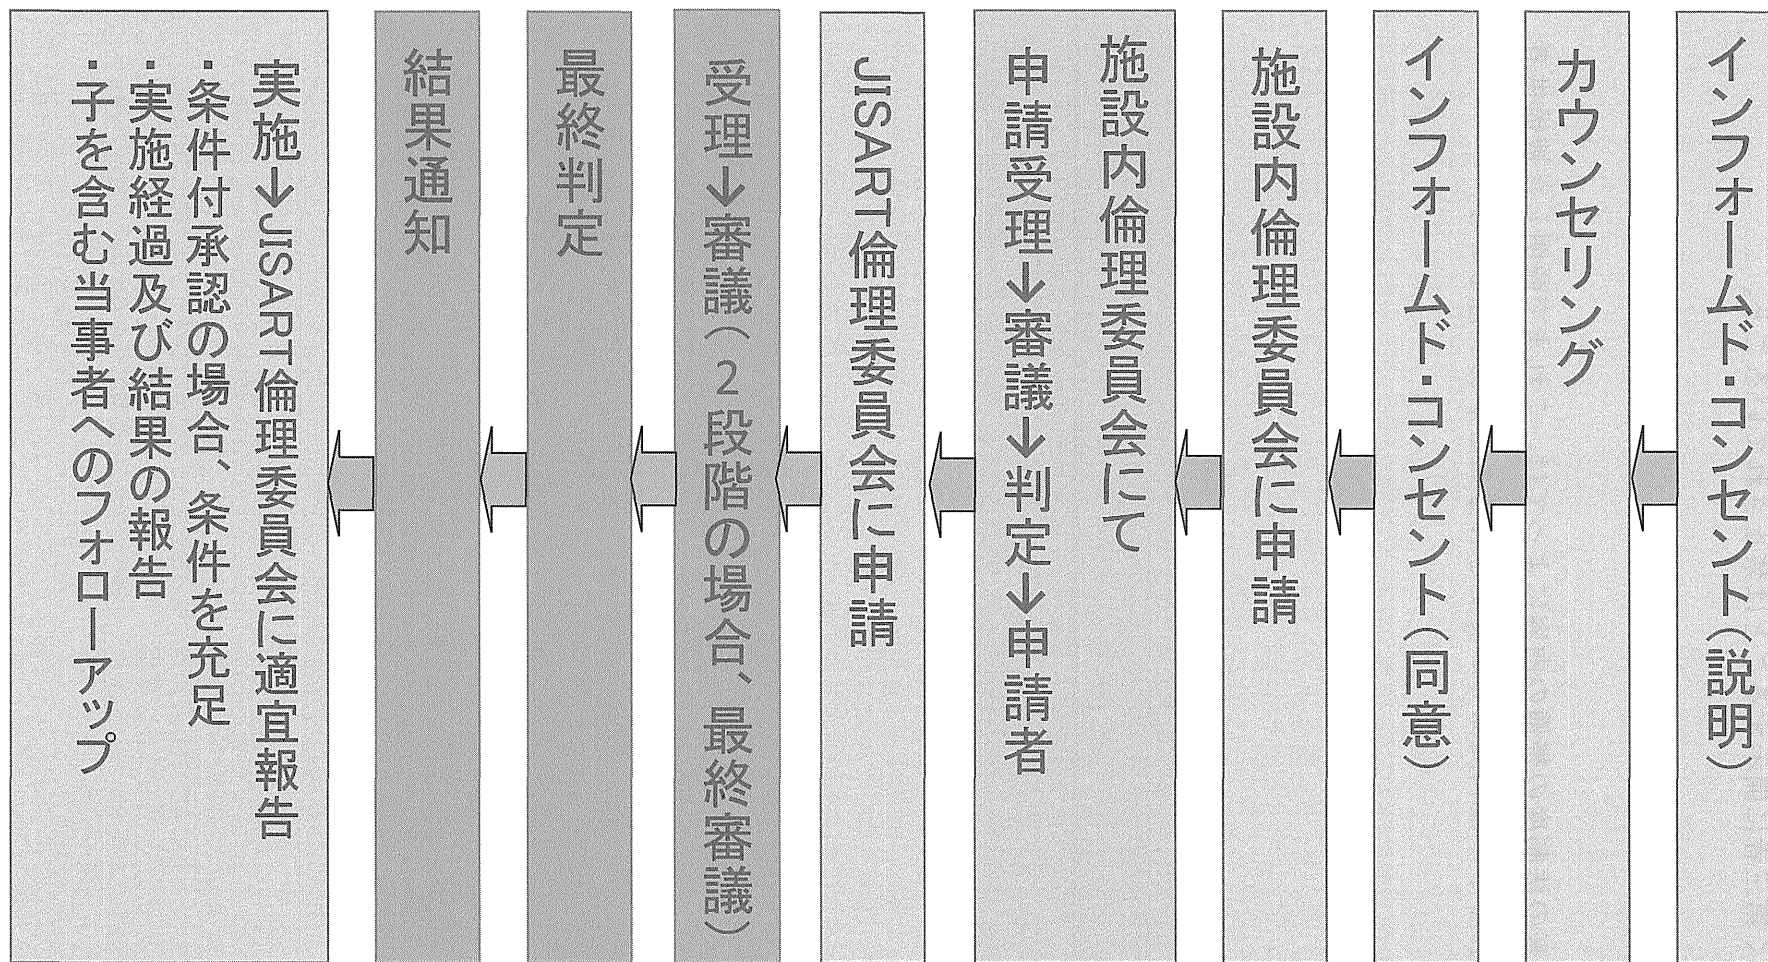 インフォームド・コンセント(説明)
カウンセリング
インフォームド・コンセント(同意)
施設内倫理委員会に申請
施設内倫理委員会にて
申請受理→審議→判定→申請者
JISART倫理委員会に申請
受理→審議(2段階の場合、最終審議)
最終判定
結果通知
実施→JISART倫理委員会に適宜報告
・条件付承認の場合、条件を充足
・実施経過及び結果の報告
・子を含む当事者へのフォローアップ